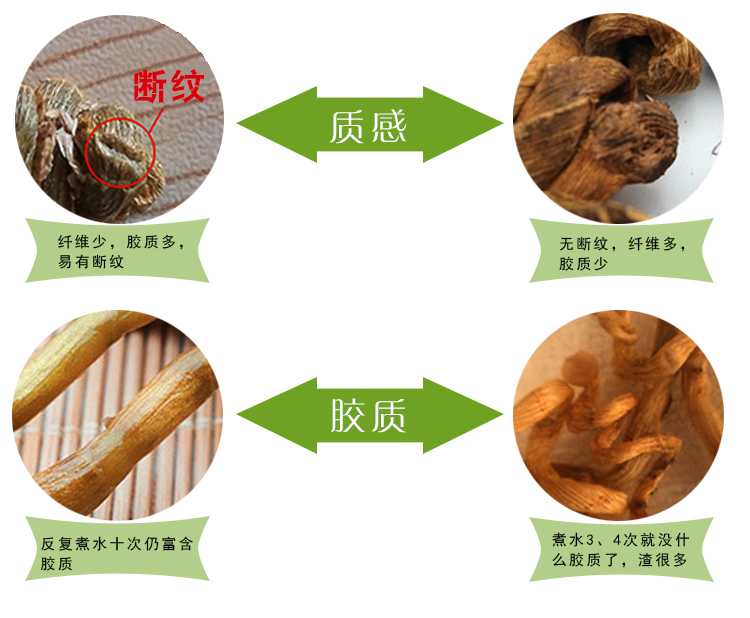 断纹
质感
纤维少，胶质多，
易有断纹
无断纹，纤维多，
胶质少
胶质
反复煮水十次仍富含
胶质
煮水3、4次就没什
么胶质了，渣很多